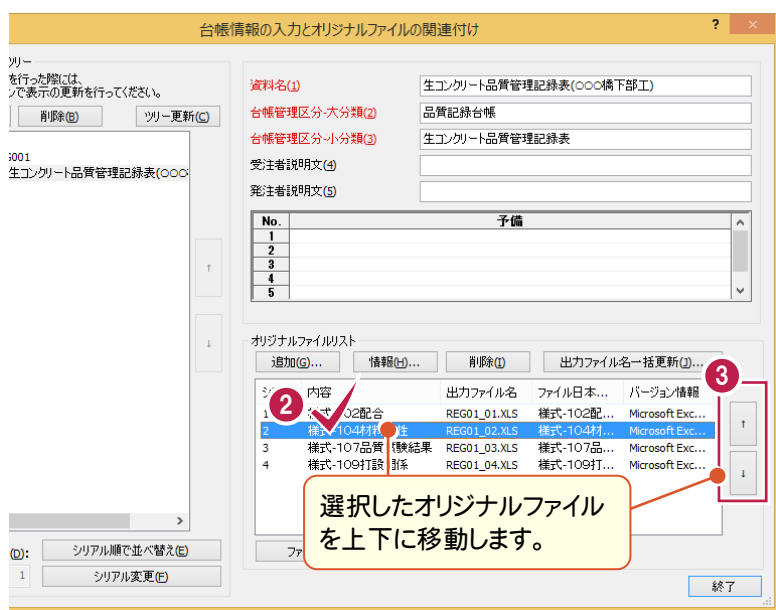 台帳情報の入力とオリジナルファイルの関連付け
? ×
ツリー
を行った際には、
ンで表示の更新を行ってください。
削除(B) ツリー更新(C)
001
生コンクリート品質管理記録表(○○○
↑
↓
(D): シリアル順で並べ替え(E)
1 シリアル変更(F)
資料名(1) 生コンクリート品質管理記録表(○○○橋下部工)
台帳管理区分-大分類(2) 品質記録台帳
台帳管理区分-小分類(3) 生コンクリート品質管理記録表
受注者説明文(4)
発注者説明文(5)
No. 予備
1
2
3
4
5
オリジナルファイルリスト
追加(G)... 情報(H)... 削除(I) 出力ファイル名一括更新(J)...
内容 出力ファイル名 ファイル日本... バージョン情報
1 02配合 REG01_01.XLS 様式-102配... Microsoft Exc...
2 様式-104材 性 REG01_02.XLS 様式-104材... Microsoft Exc...
3 様式-107品質 験結果 REG01_03.XLS 様式-107品... Microsoft Exc...
4 様式-109打設 係 REG01_04.XLS 様式-109打... Microsoft Exc...
2
3
↑
↓
選択したオリジナルファイル
を上下に移動します。
終了